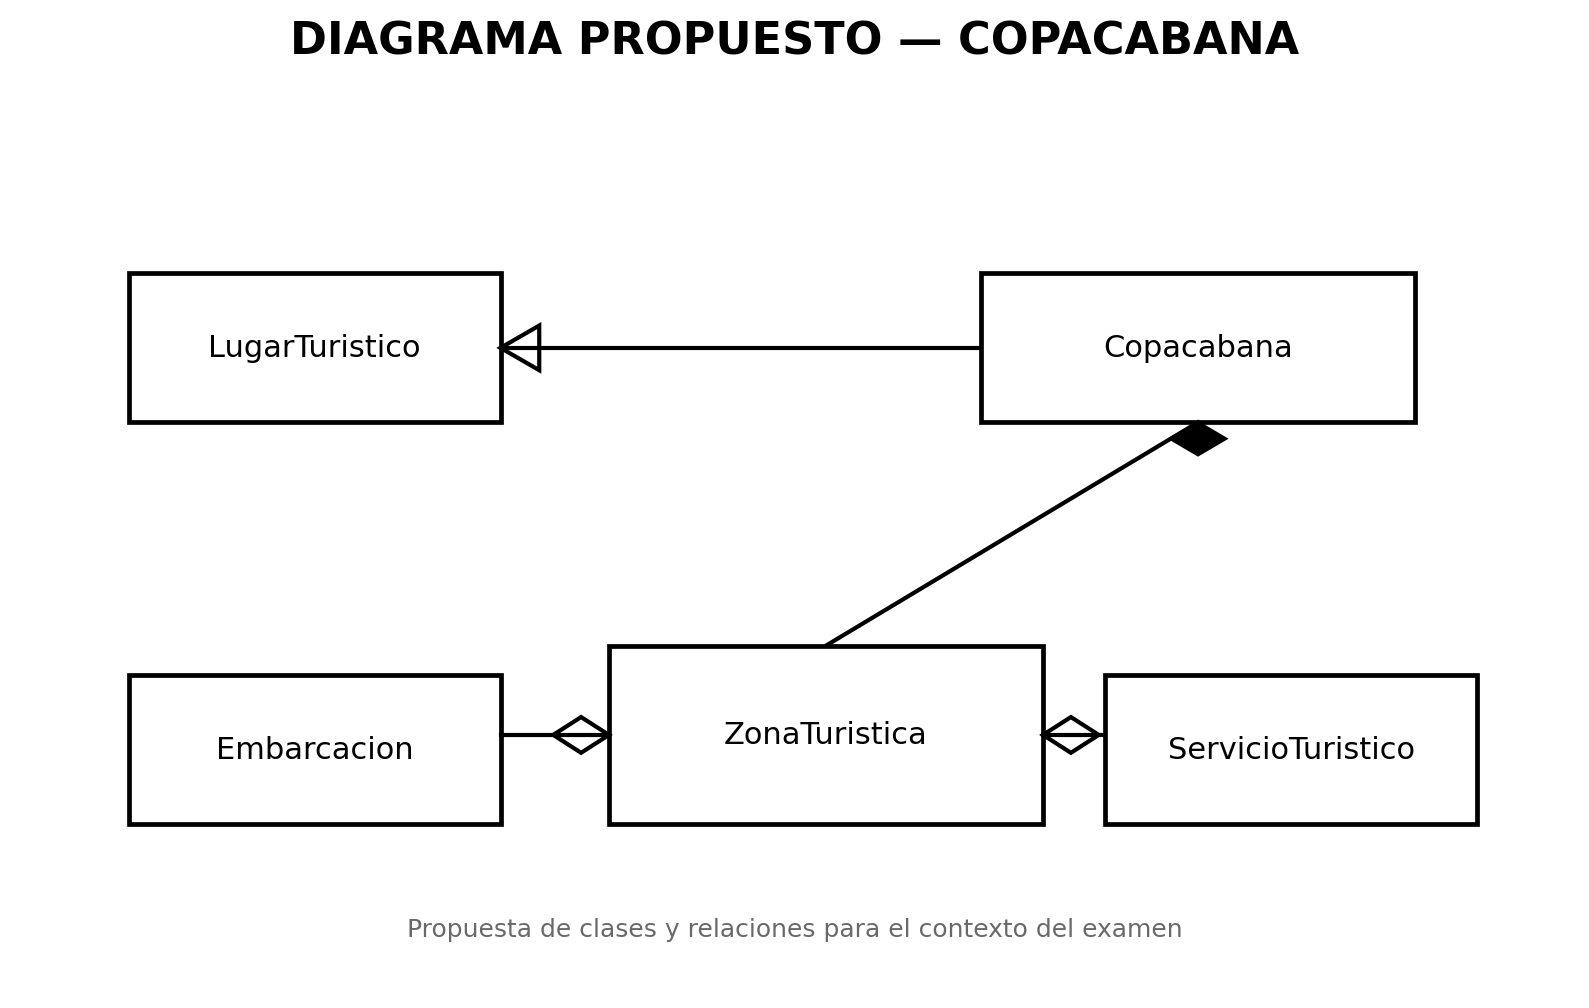 DIAGRAMA PROPUESTO — COPACABANA
LugarTuristico
Copacabana
Embarcacion
ZonaTuristica
ServicioTuristico
Propuesta de clases y relaciones para el contexto del examen